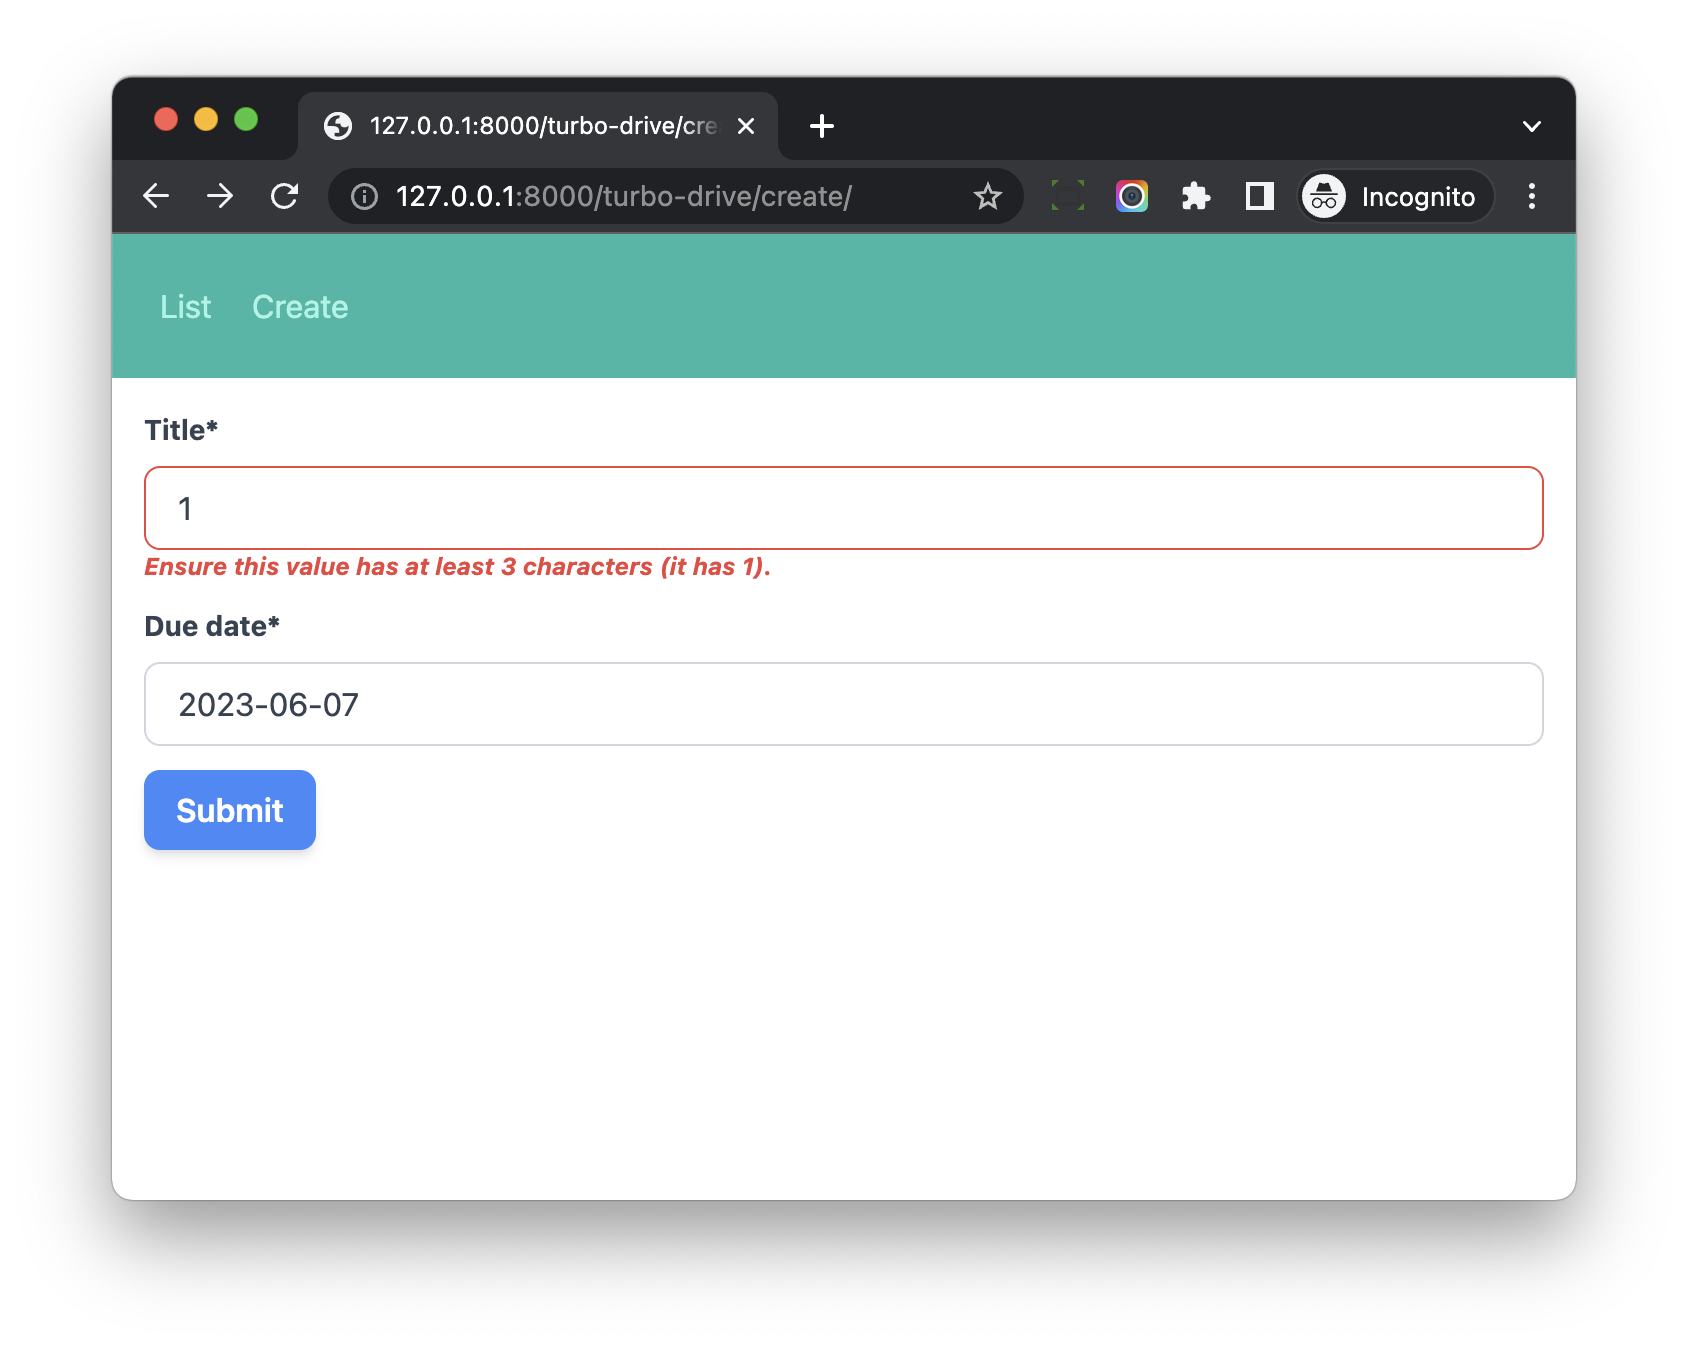 127.0.0.1:8000/turbo-drive/cre
127.0.0.1:8000/turbo-drive/create/
Incognito
List Create
Title*
1
Ensure this value has at least 3 characters (it has 1).
Due date*
2023-06-07
Submit